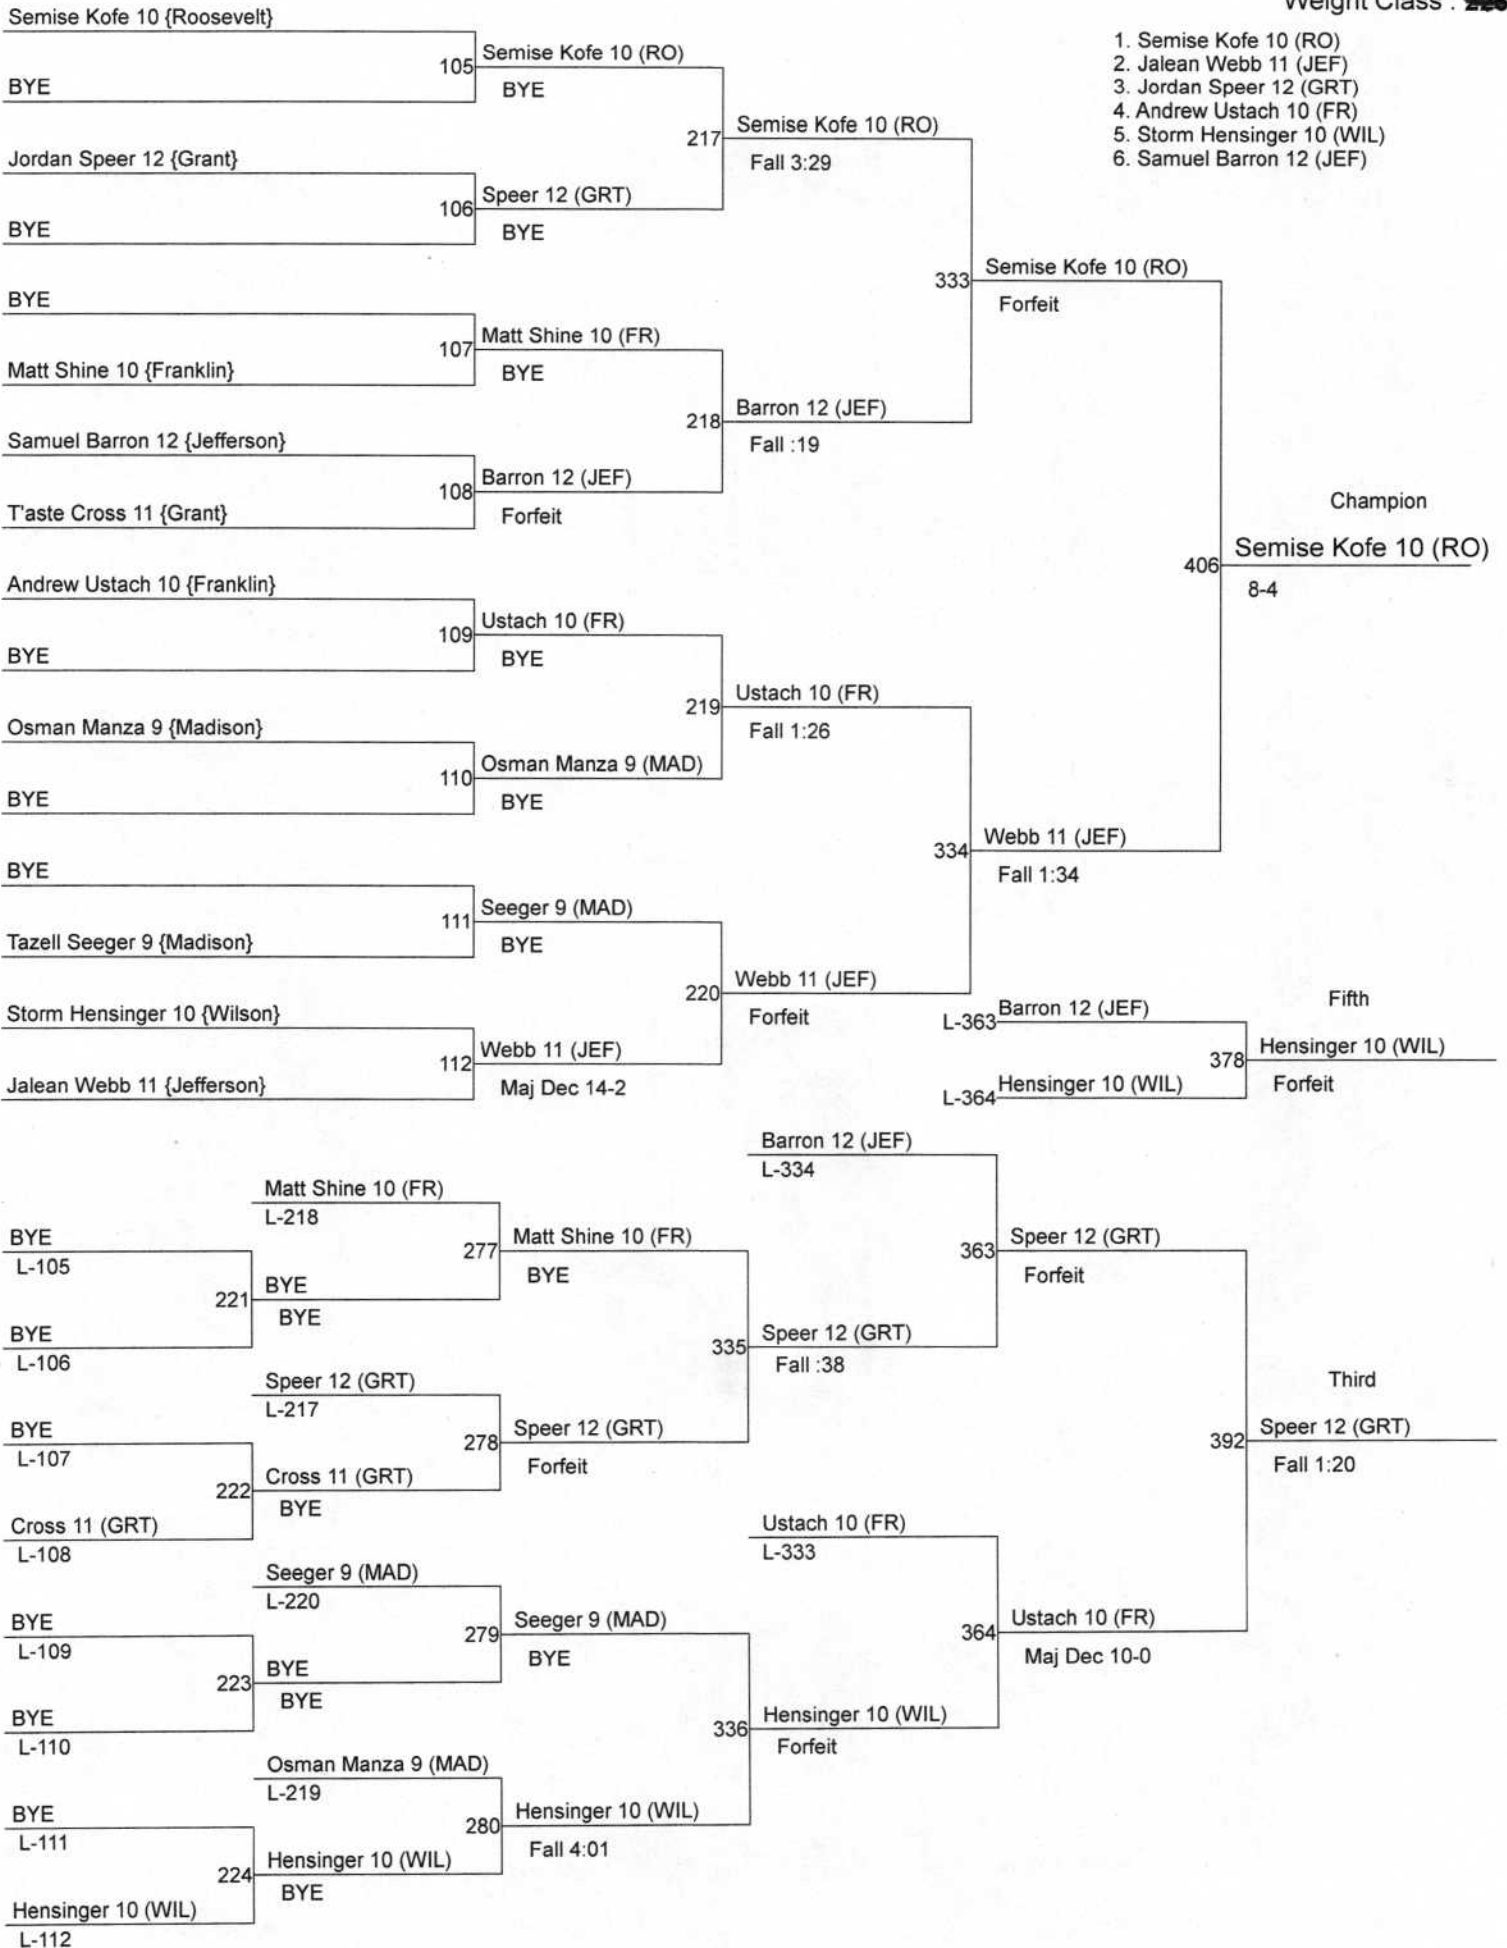 Weight Class :
1. Semise Kofe 10 (RO)
2. Jalean Webb 11 (JEF)
3. Jordan Speer 12 (GRT)
4. Andrew Ustach 10 (FR)
5. Storm Hensinger 10 (WIL)
6. Samuel Barron 12 (JEF)
Semise Kofe 10 {Roosevelt}
105
Semise Kofe 10 (RO)
BYE
BYE
217
Semise Kofe 10 (RO)
Fall 3:29
Jordan Speer 12 {Grant}
106
Speer 12 (GRT)
BYE
BYE
333
Semise Kofe 10 (RO)
Forfeit
BYE
107
Matt Shine 10 (FR)
BYE
Matt Shine 10 {Franklin}
218
Barron 12 (JEF)
Fall :19
Samuel Barron 12 {Jefferson}
108
Barron 12 (JEF)
Forfeit
T'aste Cross 11 {Grant}
Champion
406
Semise Kofe 10 (RO)
8-4
Andrew Ustach 10 {Franklin}
109
Ustach 10 (FR)
BYE
BYE
219
Ustach 10 (FR)
Fall 1:26
Osman Manza 9 {Madison}
110
Osman Manza 9 (MAD)
BYE
BYE
334
Webb 11 (JEF)
Fall 1:34
BYE
111
Seeger 9 (MAD)
BYE
Tazell Seeger 9 {Madison}
220
Webb 11 (JEF)
Forfeit
Storm Hensinger 10 {Wilson}
112
Webb 11 (JEF)
Maj Dec 14-2
Jalean Webb 11 {Jefferson}
Fifth
L-363
Barron 12 (JEF)
378
Hensinger 10 (WIL)
Forfeit
L-364
Hensinger 10 (WIL)
Barron 12 (JEF)
L-334
Matt Shine 10 (FR)
L-218
BYE
L-105
277
Matt Shine 10 (FR)
BYE
363
Speer 12 (GRT)
Forfeit
221
BYE
BYE
BYE
L-106
335
Speer 12 (GRT)
Fall :38
Speer 12 (GRT)
L-217
Third
BYE
L-107
278
Speer 12 (GRT)
Forfeit
392
Speer 12 (GRT)
Fall 1:20
222
Cross 11 (GRT)
BYE
Cross 11 (GRT)
L-108
Ustach 10 (FR)
L-333
Seeger 9 (MAD)
L-220
BYE
L-109
279
Seeger 9 (MAD)
BYE
364
Ustach 10 (FR)
Maj Dec 10-0
223
BYE
BYE
BYE
L-110
336
Hensinger 10 (WIL)
Forfeit
Osman Manza 9 (MAD)
L-219
BYE
L-111
280
Hensinger 10 (WIL)
Fall 4:01
224
Hensinger 10 (WIL)
BYE
Hensinger 10 (WIL)
L-112